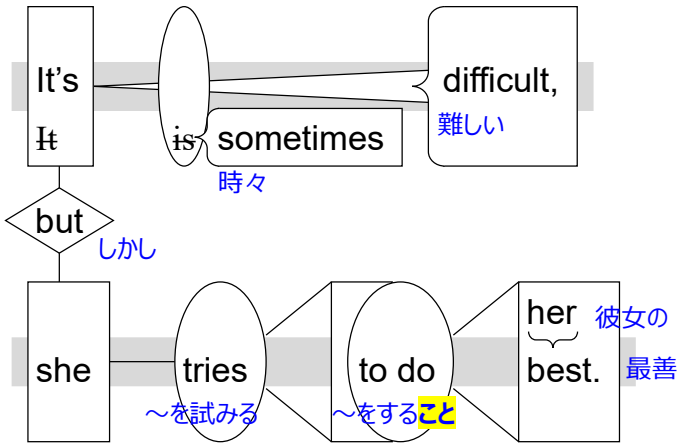 It's difficult,
難しい
It is sometimes
時々
but
しかし
her 彼女の
she tries to do best. 最善
～を試みる ～をすること